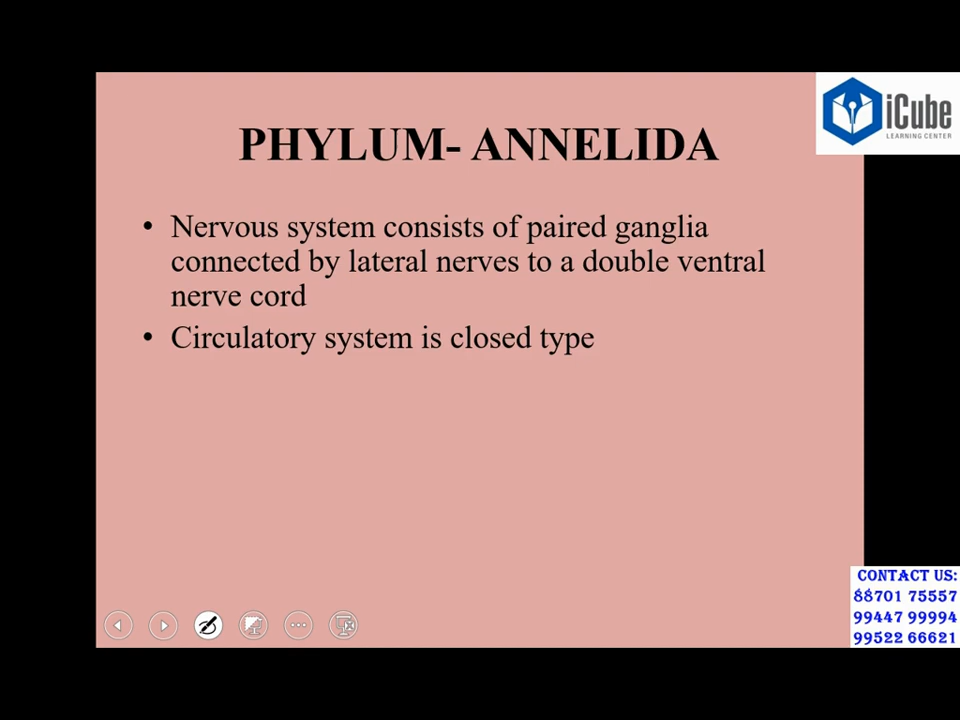 iCube
LEARNING CENTER
PHYLUM- ANNELIDA
• Nervous system consists of paired ganglia
connected by lateral nerves to a double ventral
nerve cord
• Circulatory system is closed type
CONTACT US:
88701 75557
99447 99994
99522 66621